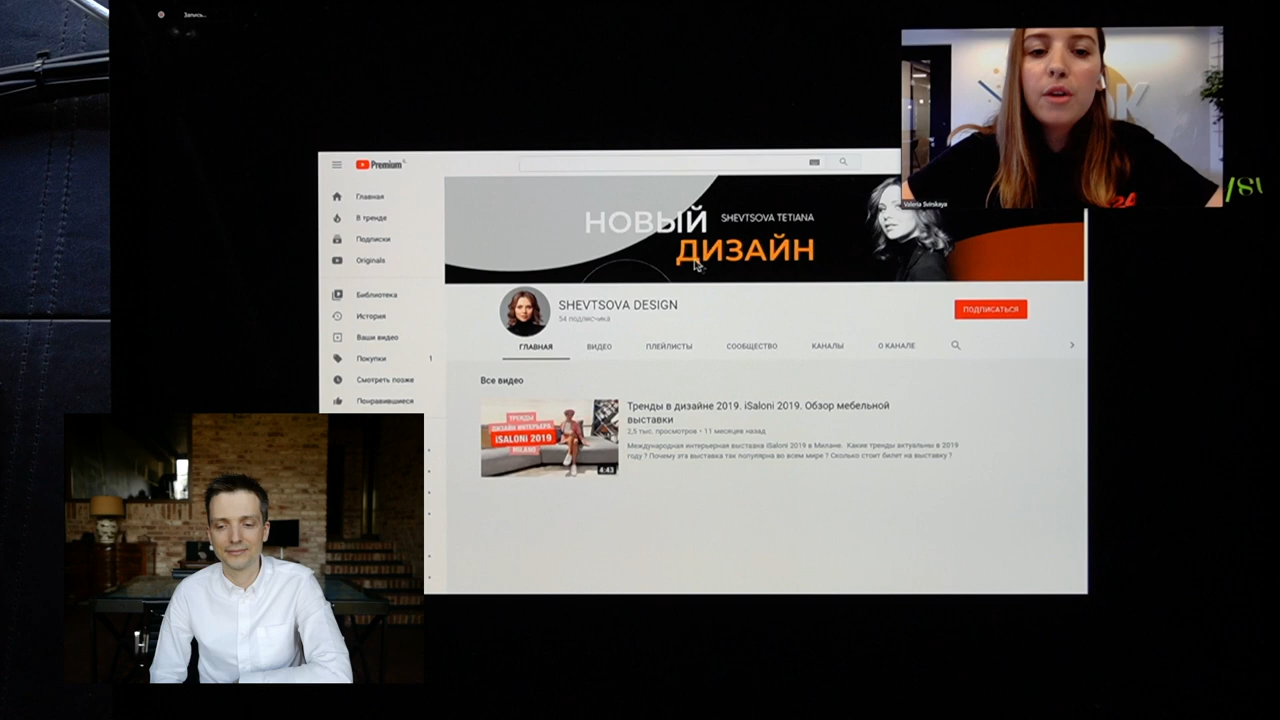 Запись...
Premium
НОВЫЙ
SHEVTSOVA TETIANA
ДИЗАЙН
Valeria Svirskaya
Главная
В тренде
Подписки
Originals
Библиотека
История
Ваши видео
Покупки
1
Смотреть позже
Понравившиеся
SHEVTSOVA DESIGN
54 подписчика
ПОДПИСАТЬСЯ
ГЛАВНАЯ
ВИДЕО
ПЛЕЙЛИСТЫ
СООБЩЕСТВО
КАНАЛЫ
О КАНАЛЕ
Все видео
ТРЕНДЫ
ДИЗАЙН ИНТЕРЬЕРА
iSALONi 2019
MILANO
4:43
Тренды в дизайне 2019. iSaloni 2019. Обзор мебельной
выставки
2,5 тыс. просмотров • 11 месяцев назад
Международная интерьерная выставка iSaloni 2019 в Милане. Какие тренды актуальны в 2019
году ? Почему эта выставка так популярна во всем мире ? Сколько стоит билет на выставку ?